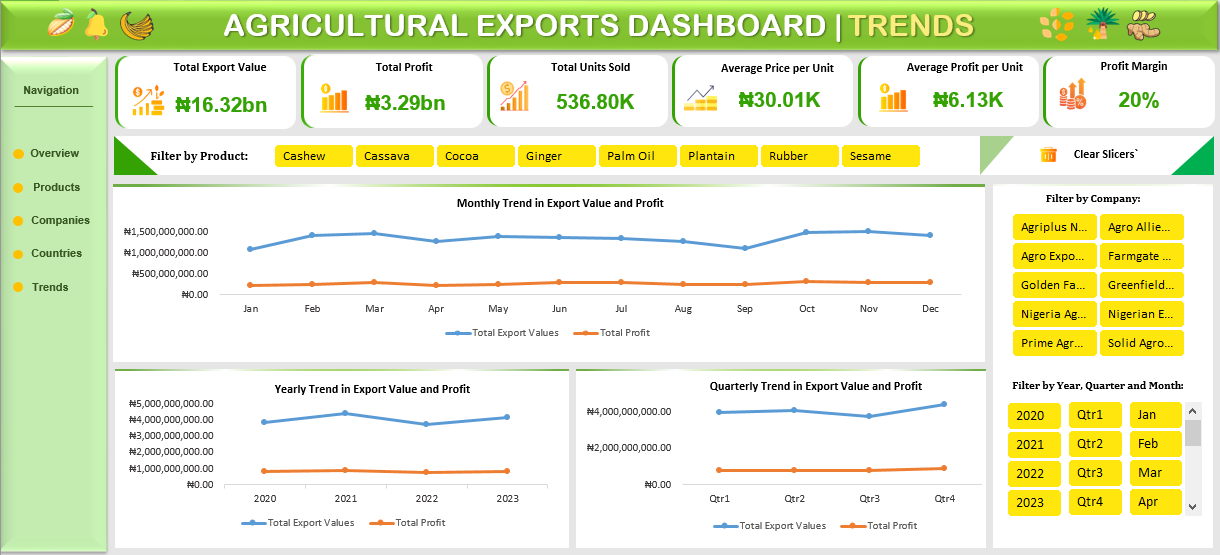 AGRICULTURAL EXPORTS DASHBOARD | TRENDS
Navigation
Overview
Products
Companies
Countries
Trends
Total Export Value
₦16.32bn
Total Profit
₦3.29bn
Total Units Sold
536.80K
Average Price per Unit
₦30.01K
Average Profit per Unit
₦6.13K
Profit Margin
20%
Filter by Product:
Cashew
Cassava
Cocoa
Ginger
Palm Oil
Plantain
Rubber
Sesame
Clear Slicers`
Monthly Trend in Export Value and Profit
₦1,500,000,000.00
₦1,000,000,000.00
₦500,000,000.00
₦0.00
Jan Feb Mar Apr May Jun Jul Aug Sep Oct Nov Dec
Total Export Values Total Profit
Yearly Trend in Export Value and Profit
₦5,000,000,000.00
₦4,000,000,000.00
₦3,000,000,000.00
₦2,000,000,000.00
₦1,000,000,000.00
₦0.00
2020 2021 2022 2023
Total Export Values Total Profit
Quarterly Trend in Export Value and Profit
₦4,000,000,000.00
₦2,000,000,000.00
₦0.00
Qtr1 Qtr2 Qtr3 Qtr4
Total Export Values Total Profit
Filter by Company:
Agriplus N... Agro Allie...
Agro Expo... Farmgate ...
Golden Fa... Greenfield...
Nigeria Ag... Nigerian E...
Prime Agr... Solid Agro...
Filter by Year, Quarter and Month:
2020 Qtr1 Jan
2021 Qtr2 Feb
2022 Qtr3 Mar
2023 Qtr4 Apr